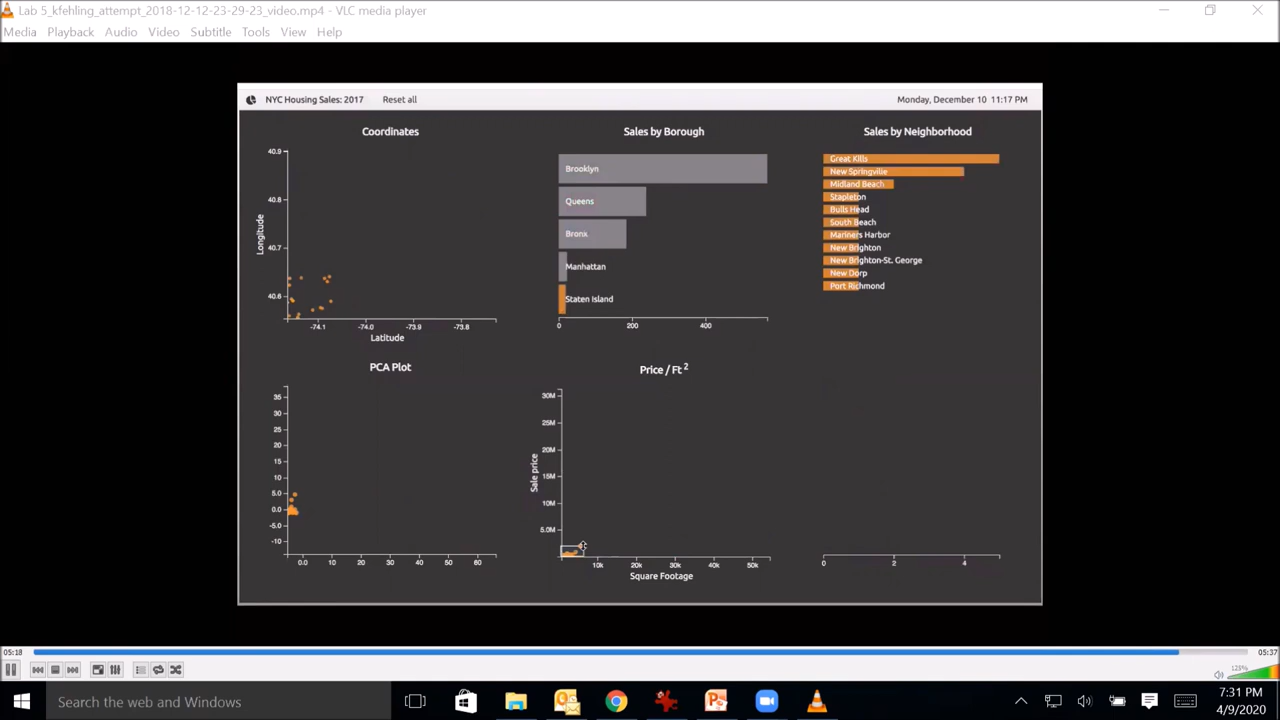 Lab 5_kfehling_attempt_2018-12-12-23-29-23_video.mp4 - VLC media player
Media Playback Audio Video Subtitle Tools View Help
NYC Housing Sales: 2017 Reset all Monday, December 10 11:17 PM
Coordinates
40.9
40.8
40.7
40.6
Longitude
-74.1 -74.0 -73.9 -73.8
Latitude
Sales by Borough
Brooklyn
Queens
Bronx
Manhattan
Staten Island
0 200 400
Sales by Neighborhood
Great Kills
New Springville
Midland Beach
Stapleton
Bulls Head
South Beach
Mariners Harbor
New Brighton
New Brighton-St. George
New Dorp
Port Richmond
0 2 4
PCA Plot
35
30
25
20
15
10
5.0
0.0
-5.0
-10
0.0 10 20 30 40 50 60
Price / Ft 2
30M
25M
20M
15M
10M
5.0M
Sale price
10k 20k 30k 40k 50k
Square Footage
05:18 05:37
125%
Search the web and Windows
7:31 PM
4/9/2020